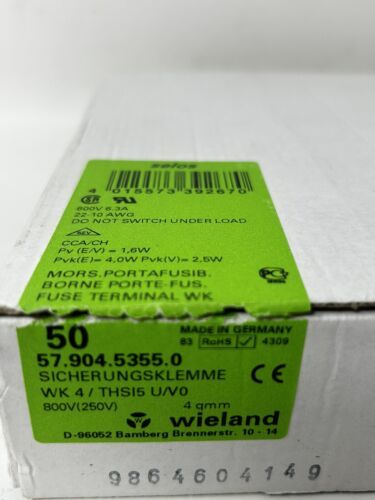 selos
4 015573 392670
600V 6.3A
22-10 AWG
DO NOT SWITCH UNDER LOAD
CCA/CH
Pv (E/V) = 1,6W
Pvk(E)= 4,0W Pvk(V)= 2,5W
MORS.PORTAFUSIB.
BORNE PORTE-FUS.
FUSE TERMINAL WK
50
MADE IN GERMANY
83 RoHS 4309
57.904.5355.0
SICHERUNGSKLEMME CE
WK 4 / THSI5 U/V0
800V(250V) 4 qmm
wieland
D-96052 Bamberg Brennerstr. 10 - 14
9864604149